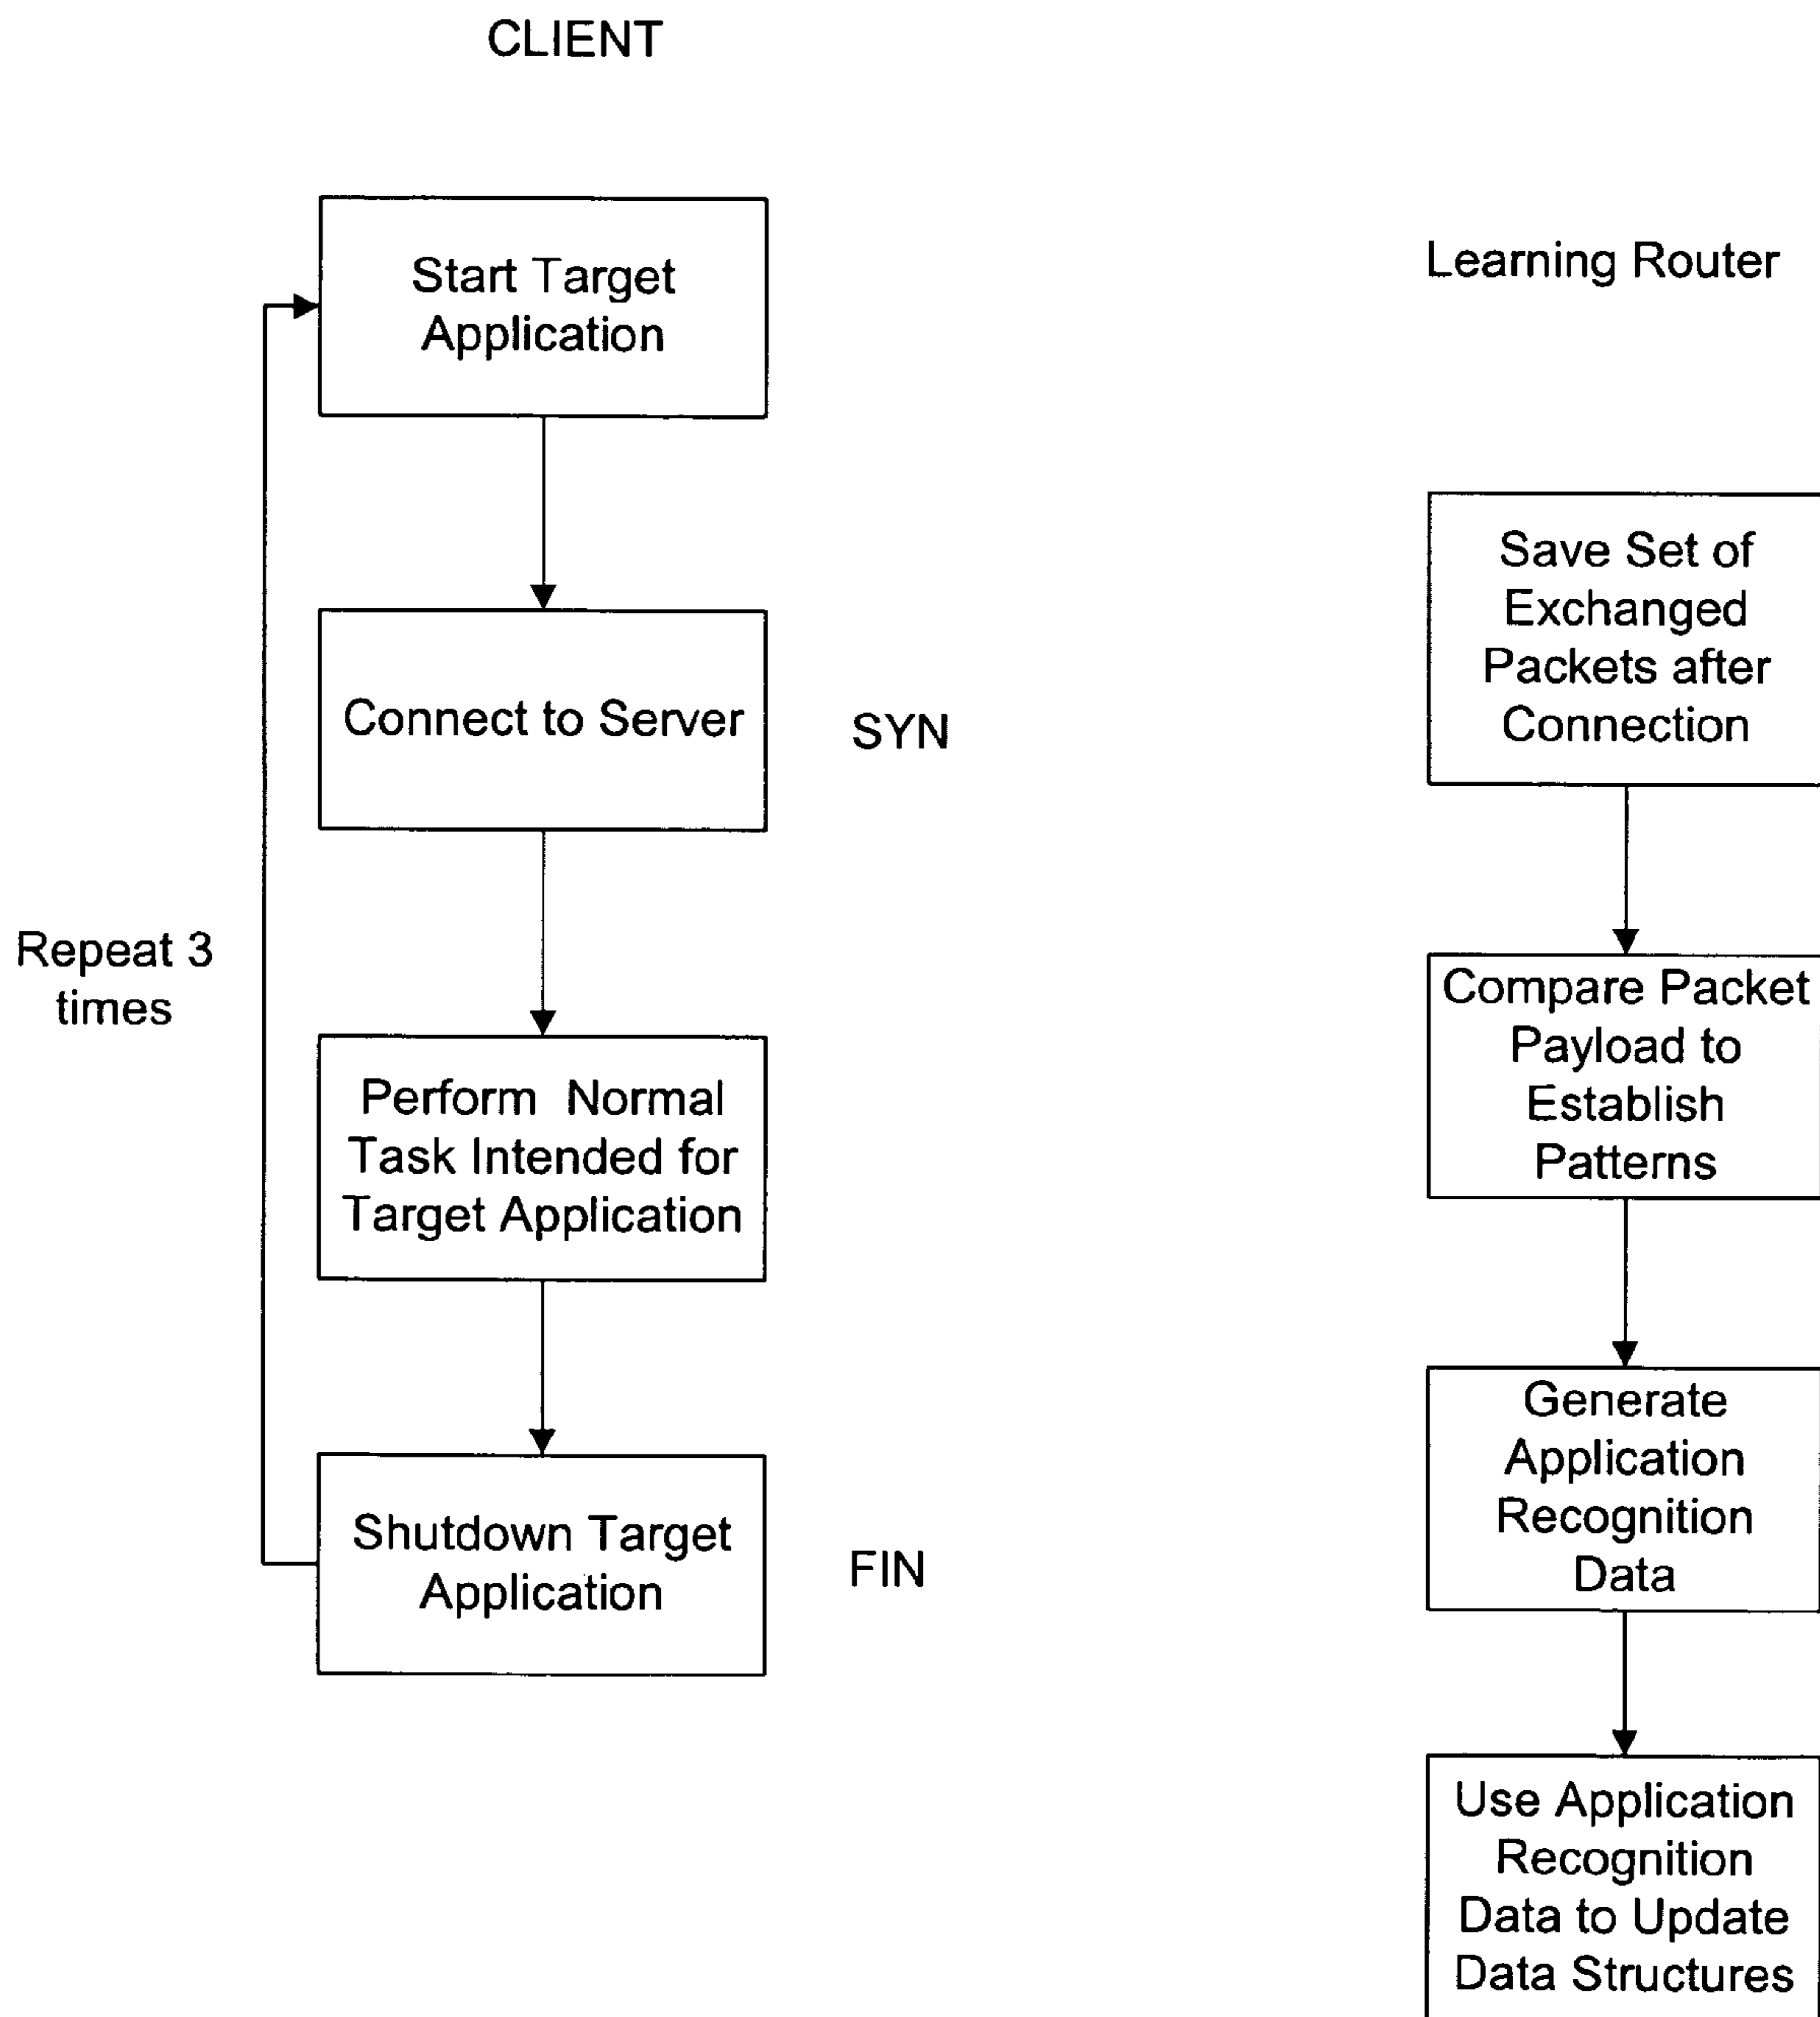 CLIENT
Start Target
Application
Connect to Server
SYN
Repeat 3
times
Perform Normal
Task Intended for
Target Application
Shutdown Target
Application
FIN
Learning Router
Save Set of
Exchanged
Packets after
Connection
Compare Packet
Payload to
Establish
Patterns
Generate
Application
Recognition
Data
Use Application
Recognition
Data to Update
Data Structures